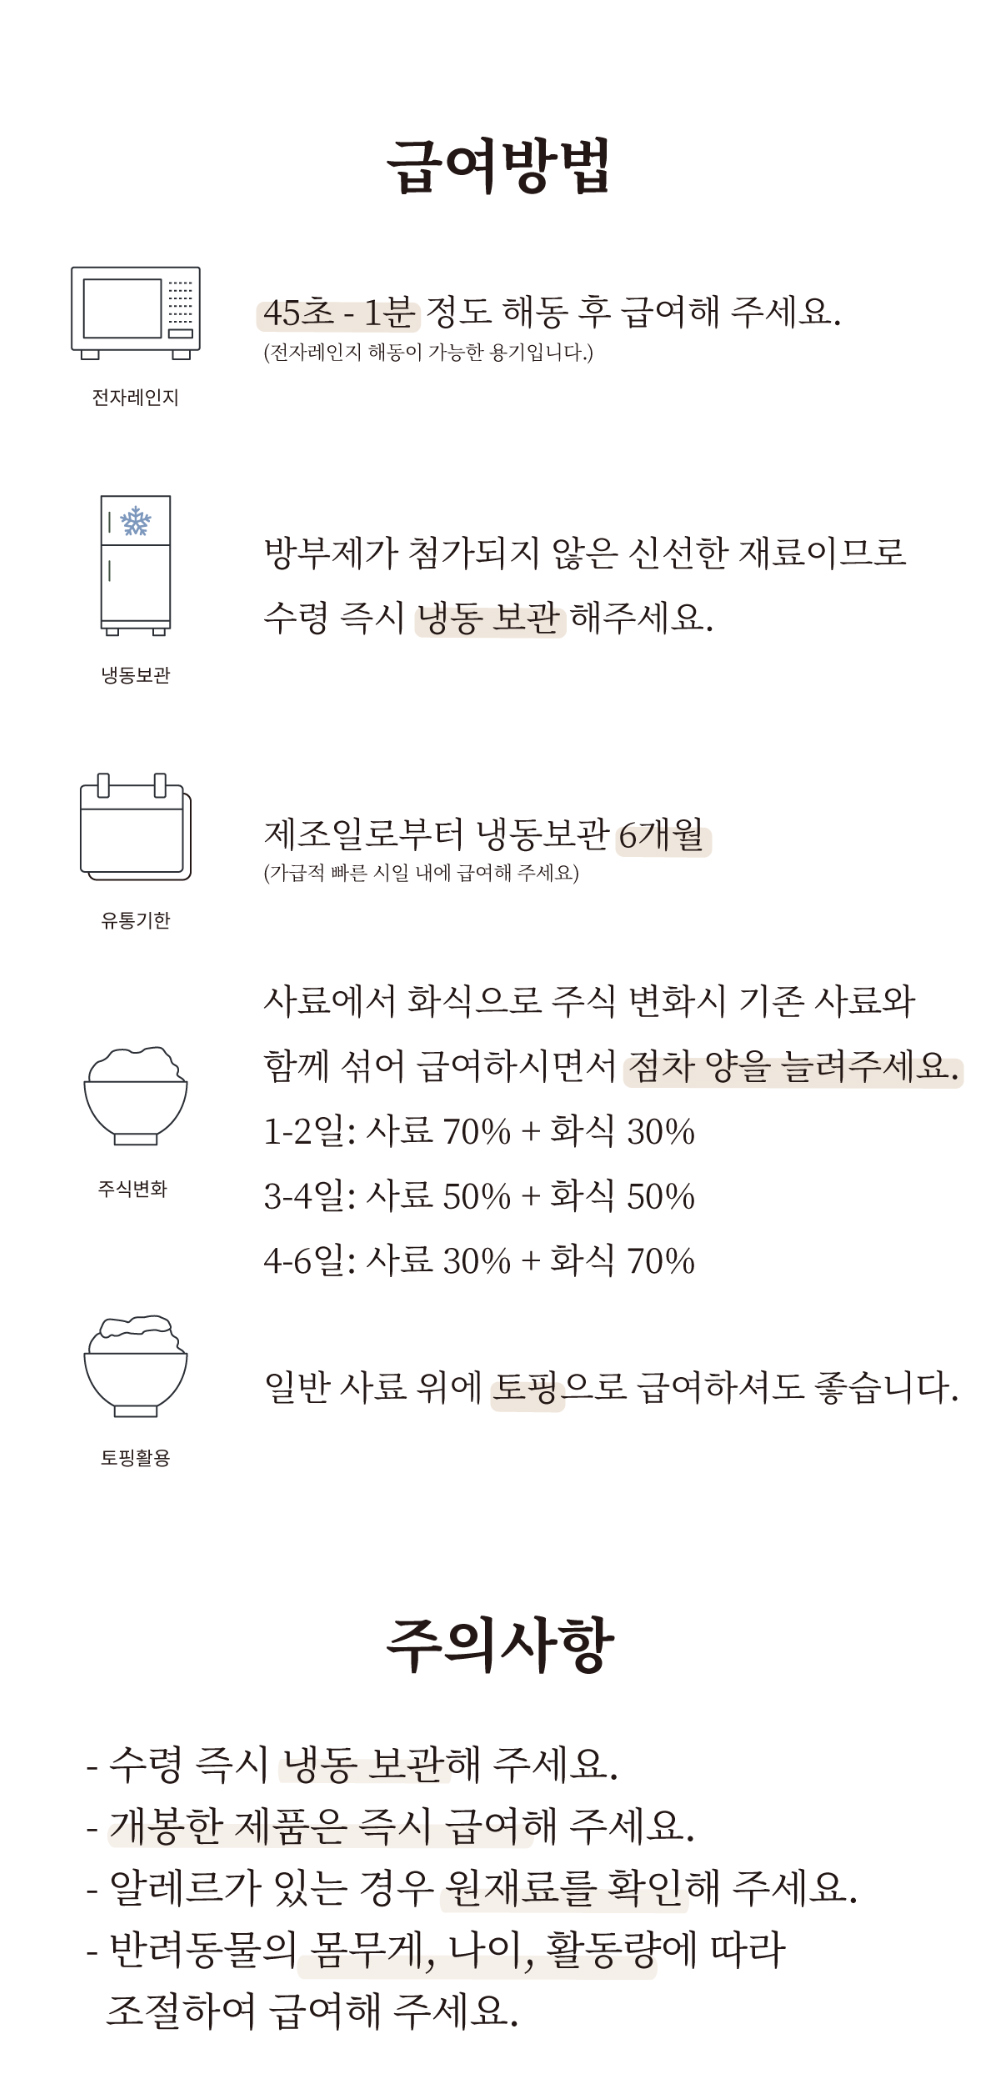 급여방법
45초 - 1분 정도 해동 후 급여해 주세요.
(전자레인지 해동이 가능한 용기입니다.)
전자레인지
방부제가 첨가되지 않은 신선한 재료이므로
수령 즉시 냉동 보관 해주세요.
냉동보관
제조일로부터 냉동보관 6개월
(가급적 빠른 시일 내에 급여해 주세요)
유통기한
사료에서 화식으로 주식 변화시 기존 사료와
함께 섞어 급여하시면서 점차 양을 늘려주세요.
1-2일: 사료 70% + 화식 30%
3-4일: 사료 50% + 화식 50%
4-6일: 사료 30% + 화식 70%
주식변화
일반 사료 위에 토핑으로 급여하셔도 좋습니다.
토핑활용
주의사항
- 수령 즉시 냉동 보관해 주세요.
- 개봉한 제품은 즉시 급여해 주세요.
- 알레르가 있는 경우 원재료를 확인해 주세요.
- 반려동물의 몸무게, 나이, 활동량에 따라
조절하여 급여해 주세요.